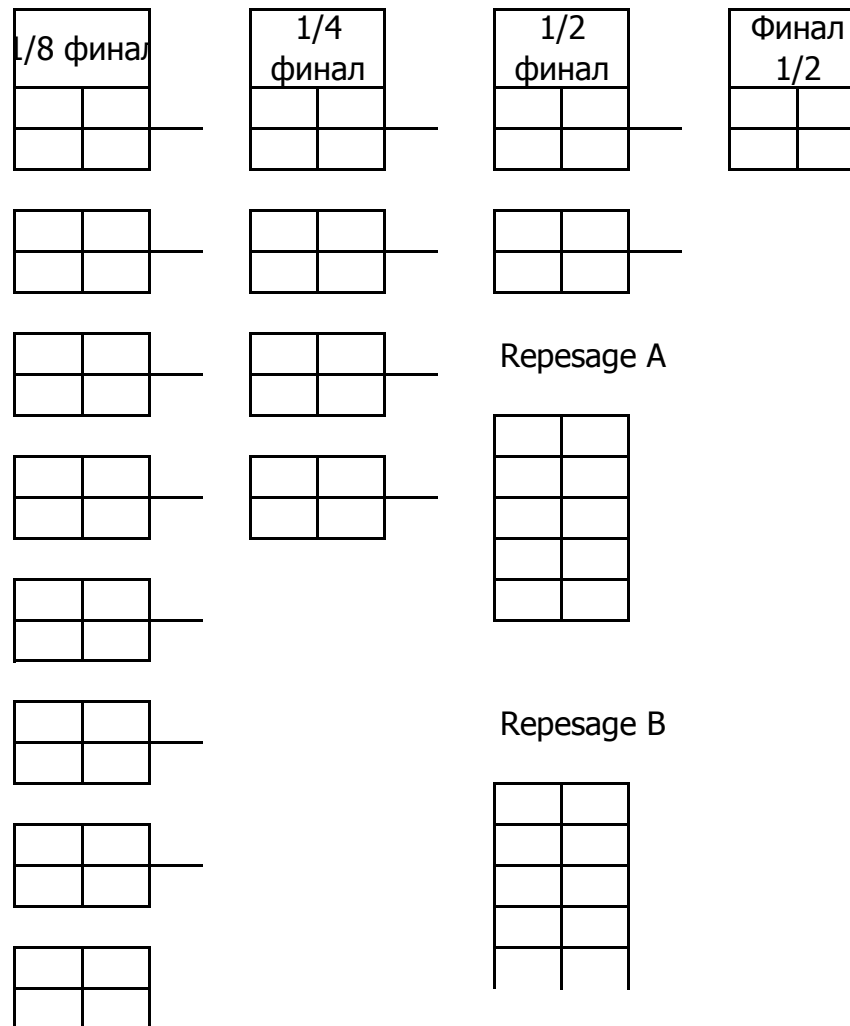 1/8 финал
1/4
финал
1/2
финал
Финал
1/2
Repesage A
Repesage B